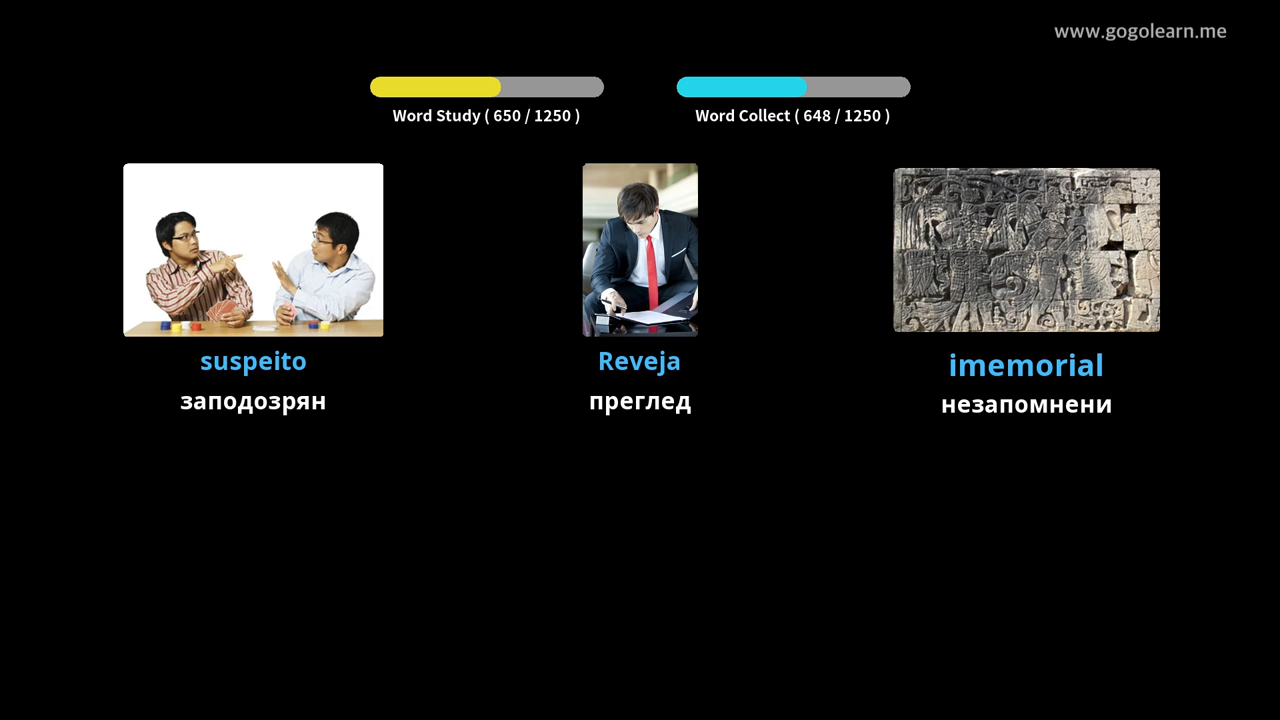 www.gogolearn.me
Word Study ( 650 / 1250 )
Word Collect ( 648 / 1250 )
suspeito
заподозрян
Reveja
преглед
imemorial
незапомнени